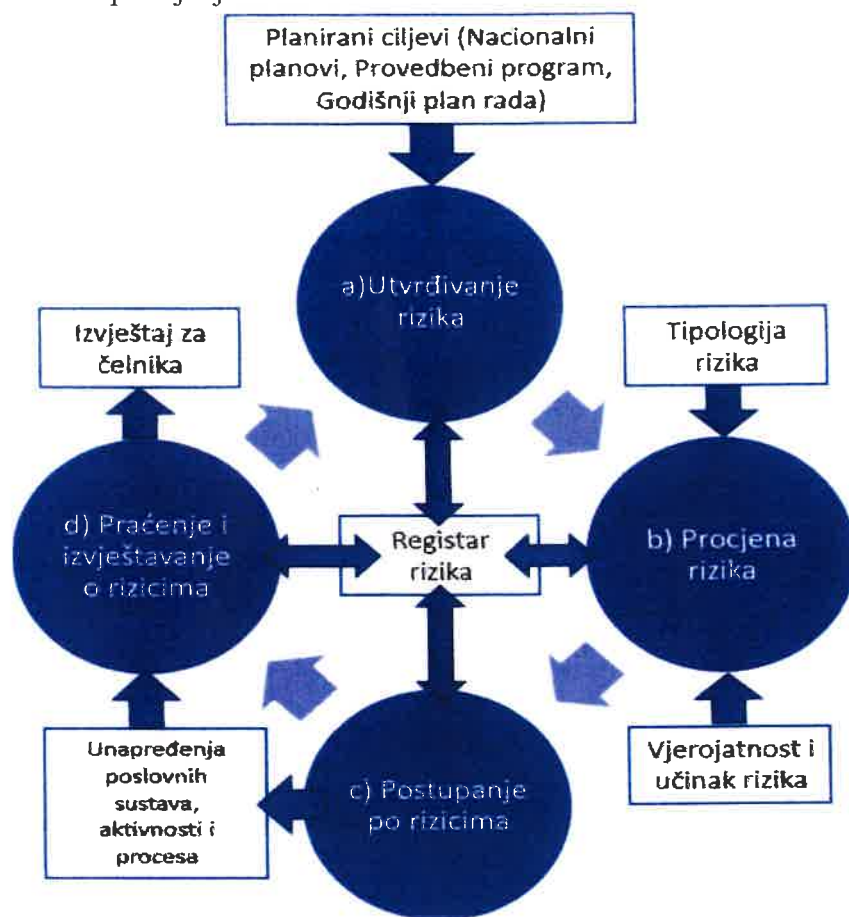 Planirani ciljevi (Nacionalni
planovi, Provedbeni program,
Godišnji plan rada)
a)Utvrđivanje
rizika
Izvještaj za
čelnika
Tipologija
rizika
d) Praćenje i
izvještavanje
o rizicima
Registar
rizika
b) Procjena
rizika
Unapređenja
poslovnih
sustava,
aktivnosti i
procesa
c) Postupanje
po rizicima
Vjerojatnost i
učinak rizika